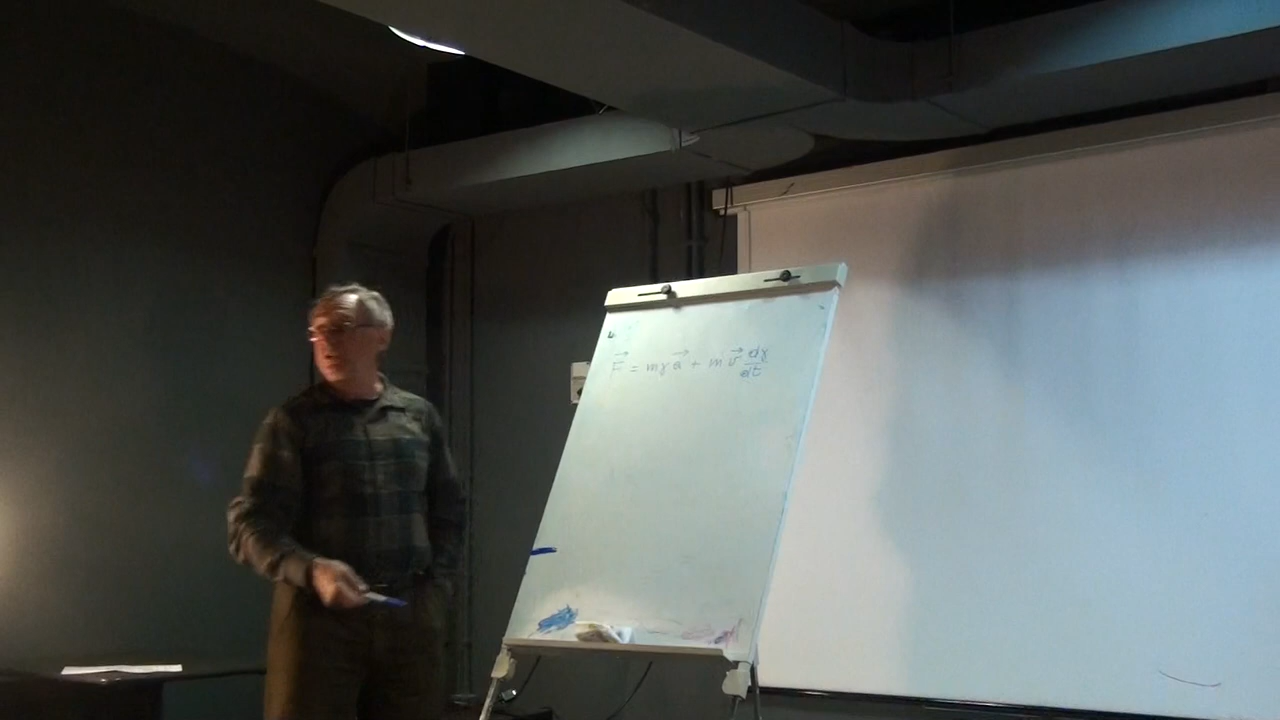 F⃗ = mγa⃗ + mv⃗ dγ/dt